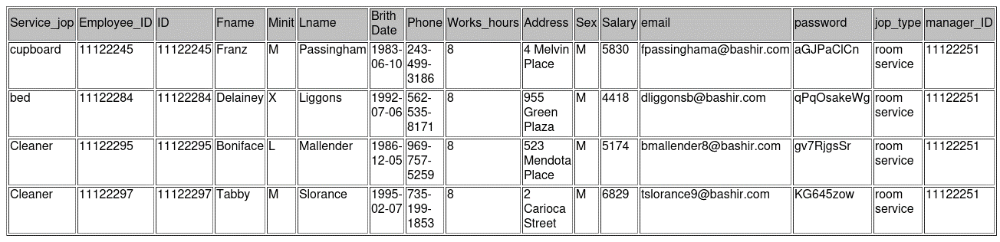 Service_jop Employee_ID ID Fname Minit Lname Brith Date Phone Works_hours Address Sex Salary email password jop_type manager_ID
cupboard 11122245 11122245 Franz M Passingham 1983-06-10 243-499-3186 8 4 Melvin Place M 5830 fpassinghama@bashir.com aGJPaClCn room service 11122251
bed 11122284 11122284 Delainey X Liggons 1992-07-06 562-535-8171 8 955 Green Plaza M 4418 dliggonsb@bashir.com qPqOsakeWg room service 11122251
Cleaner 11122295 11122295 Boniface L Mallender 1986-12-05 969-757-5259 8 523 Mendota Place M 5174 bmallender8@bashir.com gv7RjgsSr room service 11122251
Cleaner 11122297 11122297 Tabby M Slorance 1995-02-07 735-199-1853 8 2 Carioca Street M 6829 tslorance9@bashir.com KG645zow room service 11122251